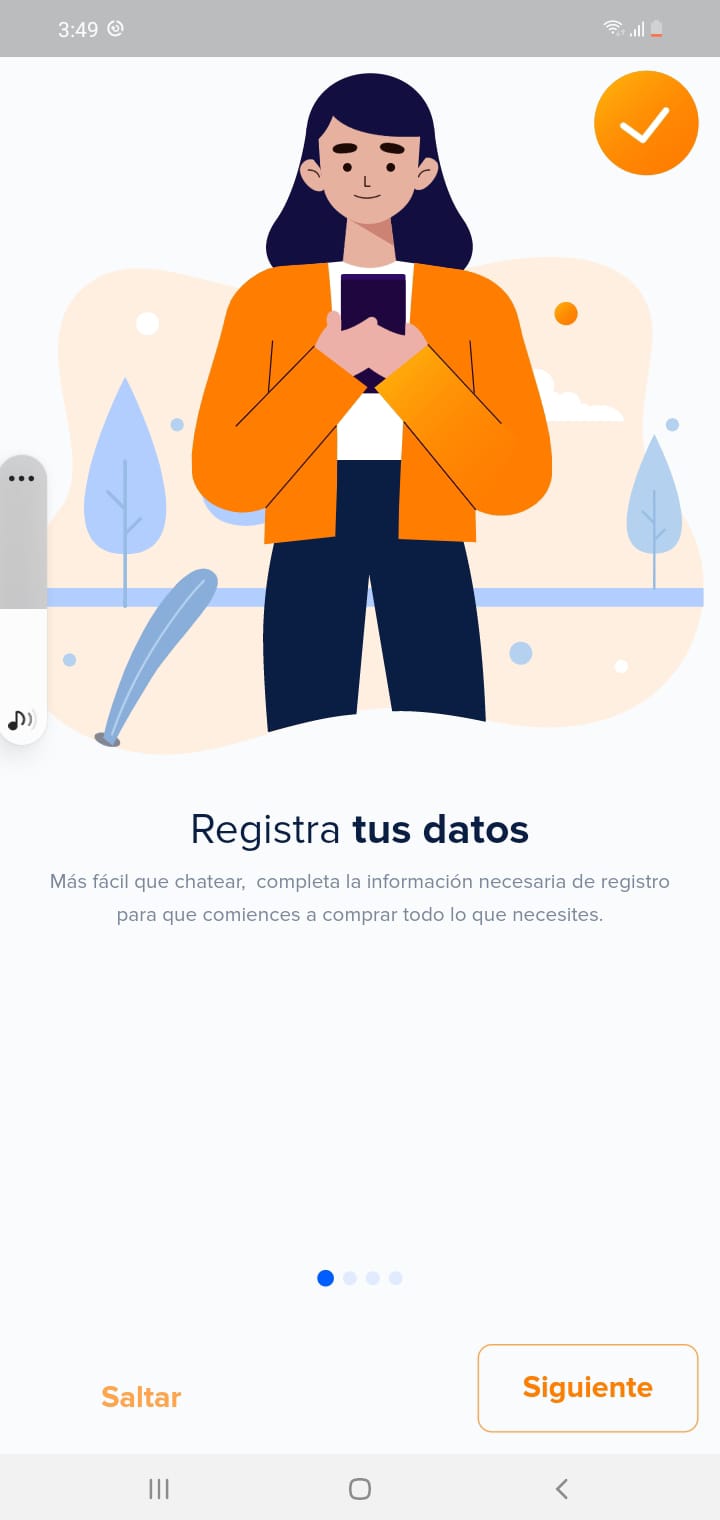 3:49
Registra tus datos
Más fácil que chatear,  completa la información necesaria de registro
para que comiences a comprar todo lo que necesites.
Saltar
Siguiente